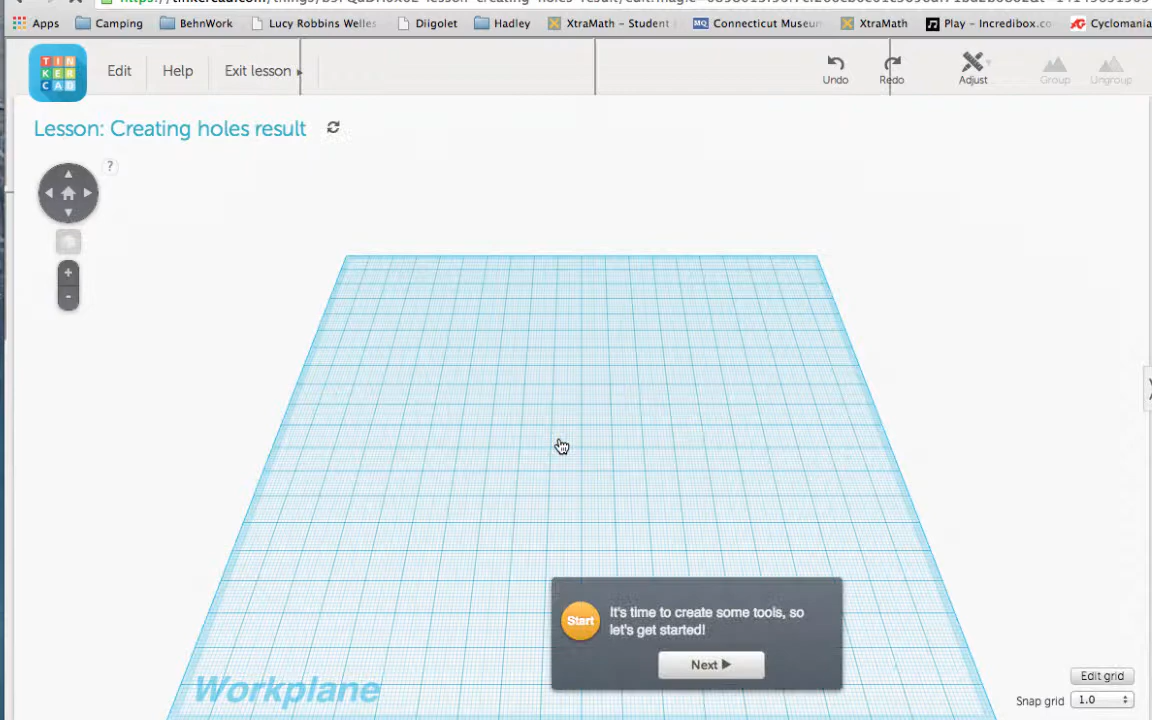 Apps Camping BehnWork Lucy Robbins Welles Diigolet Hadley XtraMath - Student Connecticut Museu XtraMath Play - Incredibox.co Cyclomania
TIN KER CAD Edit Help Exit lesson Undo Redo Adjust Group Ungroup
Lesson: Creating holes result
?
+
-
Start It's time to create some tools, so
let's get started!
Next
Workplane
Edit grid
Snap grid 1.0